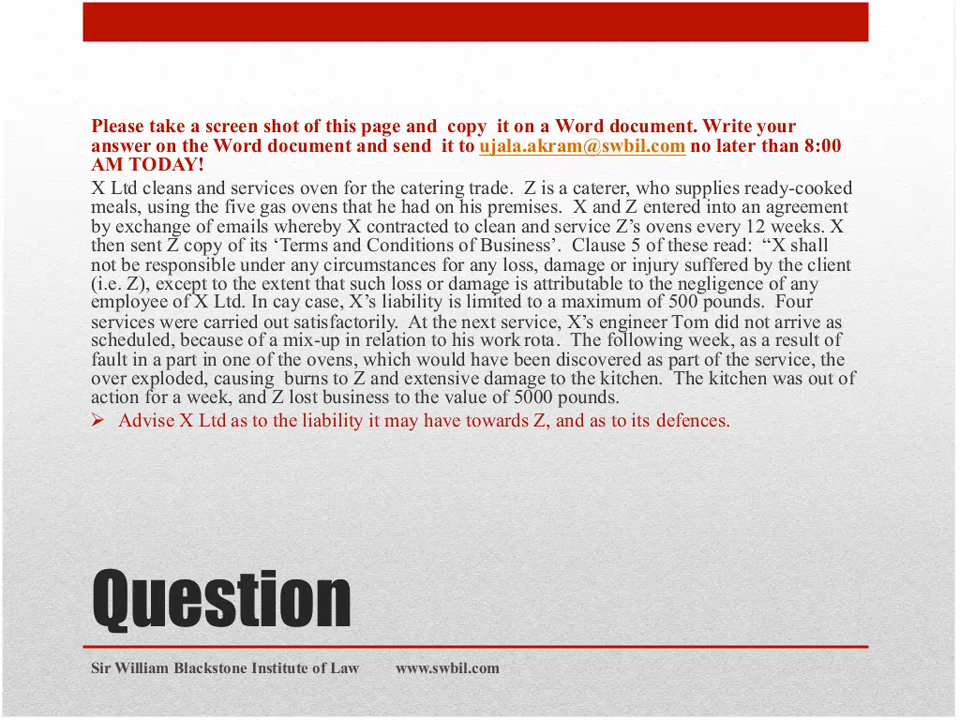 Please take a screen shot of this page and copy it on a Word document. Write your
answer on the Word document and send it to ujala.akram@swbil.com no later than 8:00
AM TODAY!
X Ltd cleans and services oven for the catering trade. Z is a caterer, who supplies ready-cooked
meals, using the five gas ovens that he had on his premises. X and Z entered into an agreement
by exchange of emails whereby X contracted to clean and service Z’s ovens every 12 weeks. X
then sent Z copy of its ‘Terms and Conditions of Business’. Clause 5 of these read: “X shall
not be responsible under any circumstances for any loss, damage or injury suffered by the client
(i.e. Z), except to the extent that such loss or damage is attributable to the negligence of any
employee of X Ltd. In cay case, X’s liability is limited to a maximum of 500 pounds. Four
services were carried out satisfactorily. At the next service, X’s engineer Tom did not arrive as
scheduled, because of a mix-up in relation to his work rota. The following week, as a result of
fault in a part in one of the ovens, which would have been discovered as part of the service, the
over exploded, causing burns to Z and extensive damage to the kitchen. The kitchen was out of
action for a week, and Z lost business to the value of 5000 pounds.
➢ Advise X Ltd as to the liability it may have towards Z, and as to its defences.
Question
Sir William Blackstone Institute of Law www.swbil.com